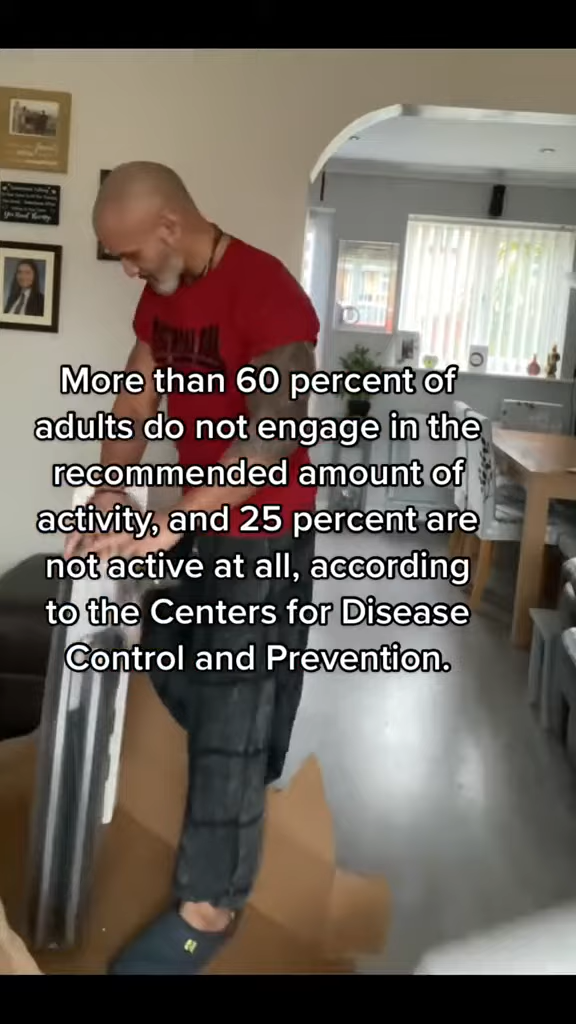 More than 60 percent of
adults do not engage in the
recommended amount of
activity, and 25 percent are
not active at all, according
to the Centers for Disease
Control and Prevention.